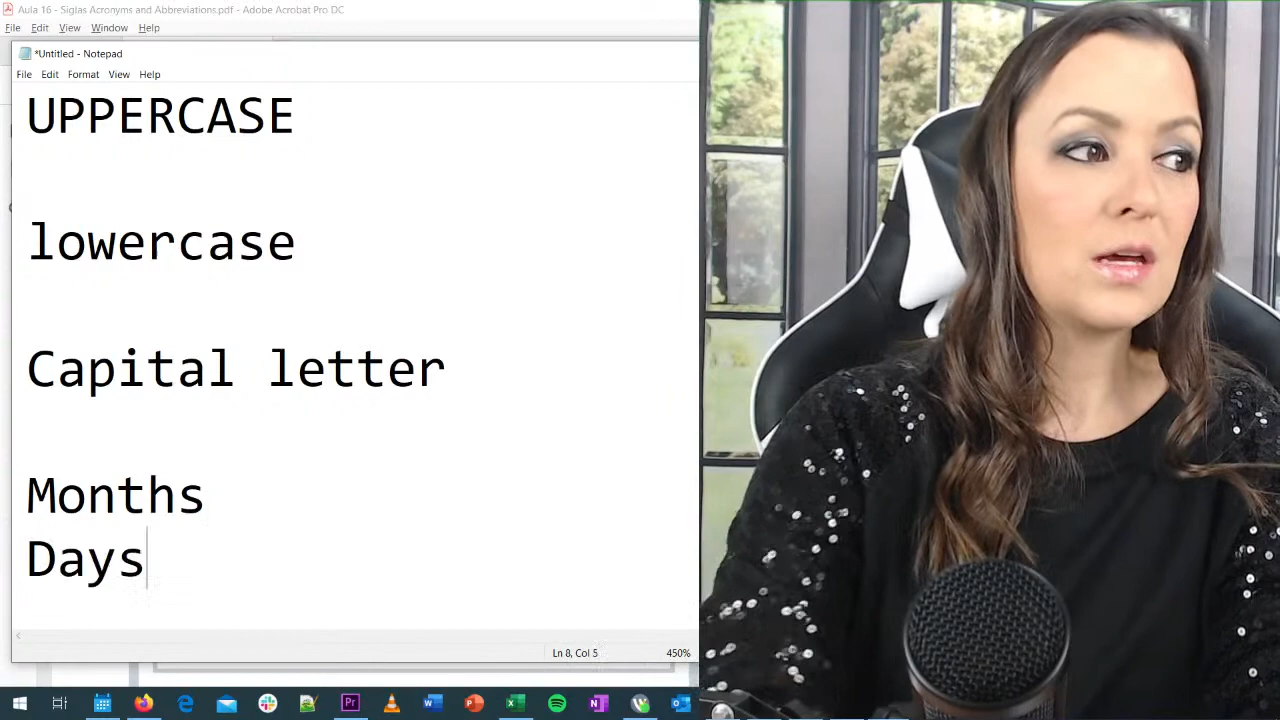 Aula 16 - Siglas Acronyms and Abbreviations.pdf - Adobe Acrobat Pro DC
File Edit View Window Help
*Untitled - Notepad
File Edit Format View Help
UPPERCASE
lowercase
Capital letter
Months
Days
Ln 8, Col 5 450%